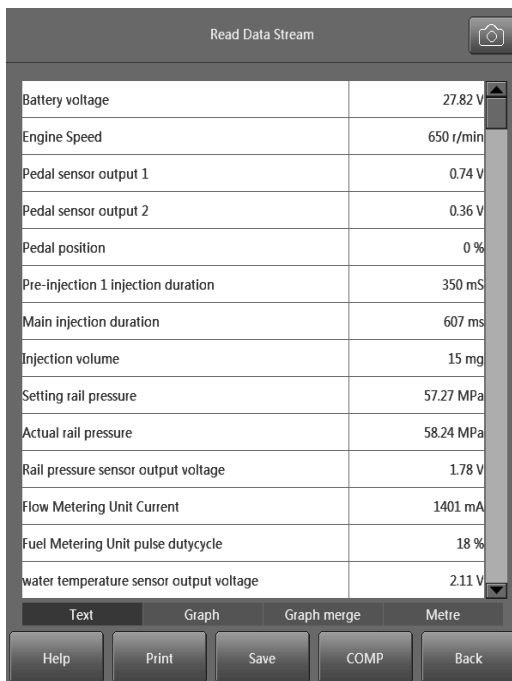 Read Data Stream
Battery voltage 27.82 V
Engine Speed 650 r/min
Pedal sensor output 1 0.74 V
Pedal sensor output 2 0.36 V
Pedal position 0 %
Pre-injection 1 injection duration 350 mS
Main injection duration 607 ms
Injection volume 15 mg
Setting rail pressure 57.27 MPa
Actual rail pressure 58.24 MPa
Rail pressure sensor output voltage 1.78 V
Flow Metering Unit Current 1401 mA
Fuel Metering Unit pulse dutycycle 18 %
water temperature sensor output voltage 2.11 V
Text Graph Graph merge Metre
Help Print Save COMP Back